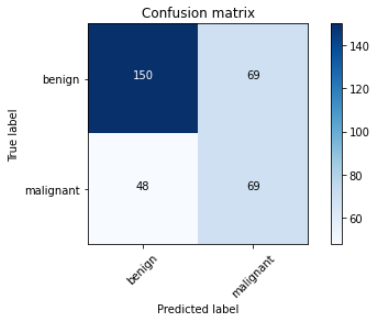 Confusion matrix
True label
benign
150
69
malignant
48
69
benign
malignant
Predicted label
140
120
100
80
60